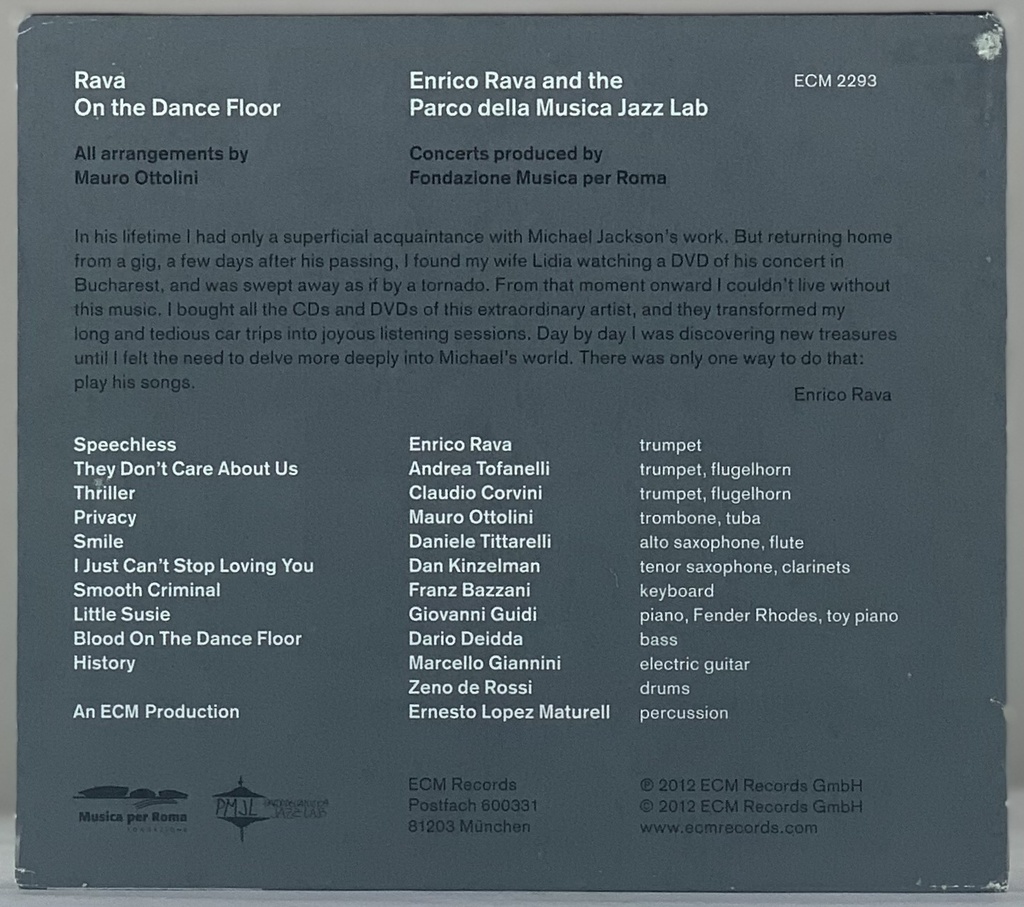 Rava
On the Dance Floor
Enrico Rava and the
Parco della Musica Jazz Lab
ECM 2293
All arrangements by
Mauro Ottolini
Concerts produced by
Fondazione Musica per Roma
In his lifetime I had only a superficial acquaintance with Michael Jackson's work. But returning home
from a gig, a few days after his passing, I found my wife Lidia watching a DVD of his concert in
Bucharest, and was swept away as if by a tornado. From that moment onward I couldn't live without
this music. I bought all the CDs and DVDs of this extraordinary artist, and they transformed my
long and tedious car trips into joyous listening sessions. Day by day I was discovering new treasures
until I felt the need to delve more deeply into Michael's world. There was only one way to do that:
play his songs.
Enrico Rava
Speechless
They Don't Care About Us
Thriller
Privacy
Smile
I Just Can't Stop Loving You
Smooth Criminal
Little Susie
Blood On The Dance Floor
History
An ECM Production
Enrico Rava trumpet
Andrea Tofanelli trumpet, flugelhorn
Claudio Corvini trumpet, flugelhorn
Mauro Ottolini trombone, tuba
Daniele Tittarelli alto saxophone, flute
Dan Kinzelman tenor saxophone, clarinets
Franz Bazzani keyboard
Giovanni Guidi piano, Fender Rhodes, toy piano
Dario Deidda bass
Marcello Giannini electric guitar
Zeno de Rossi drums
Ernesto Lopez Maturell percussion
Musica per Roma
FONDAZIONE
PMJL
ECM Records
Postfach 600331
81203 München
℗ 2012 ECM Records GmbH
© 2012 ECM Records GmbH
www.ecmrecords.com